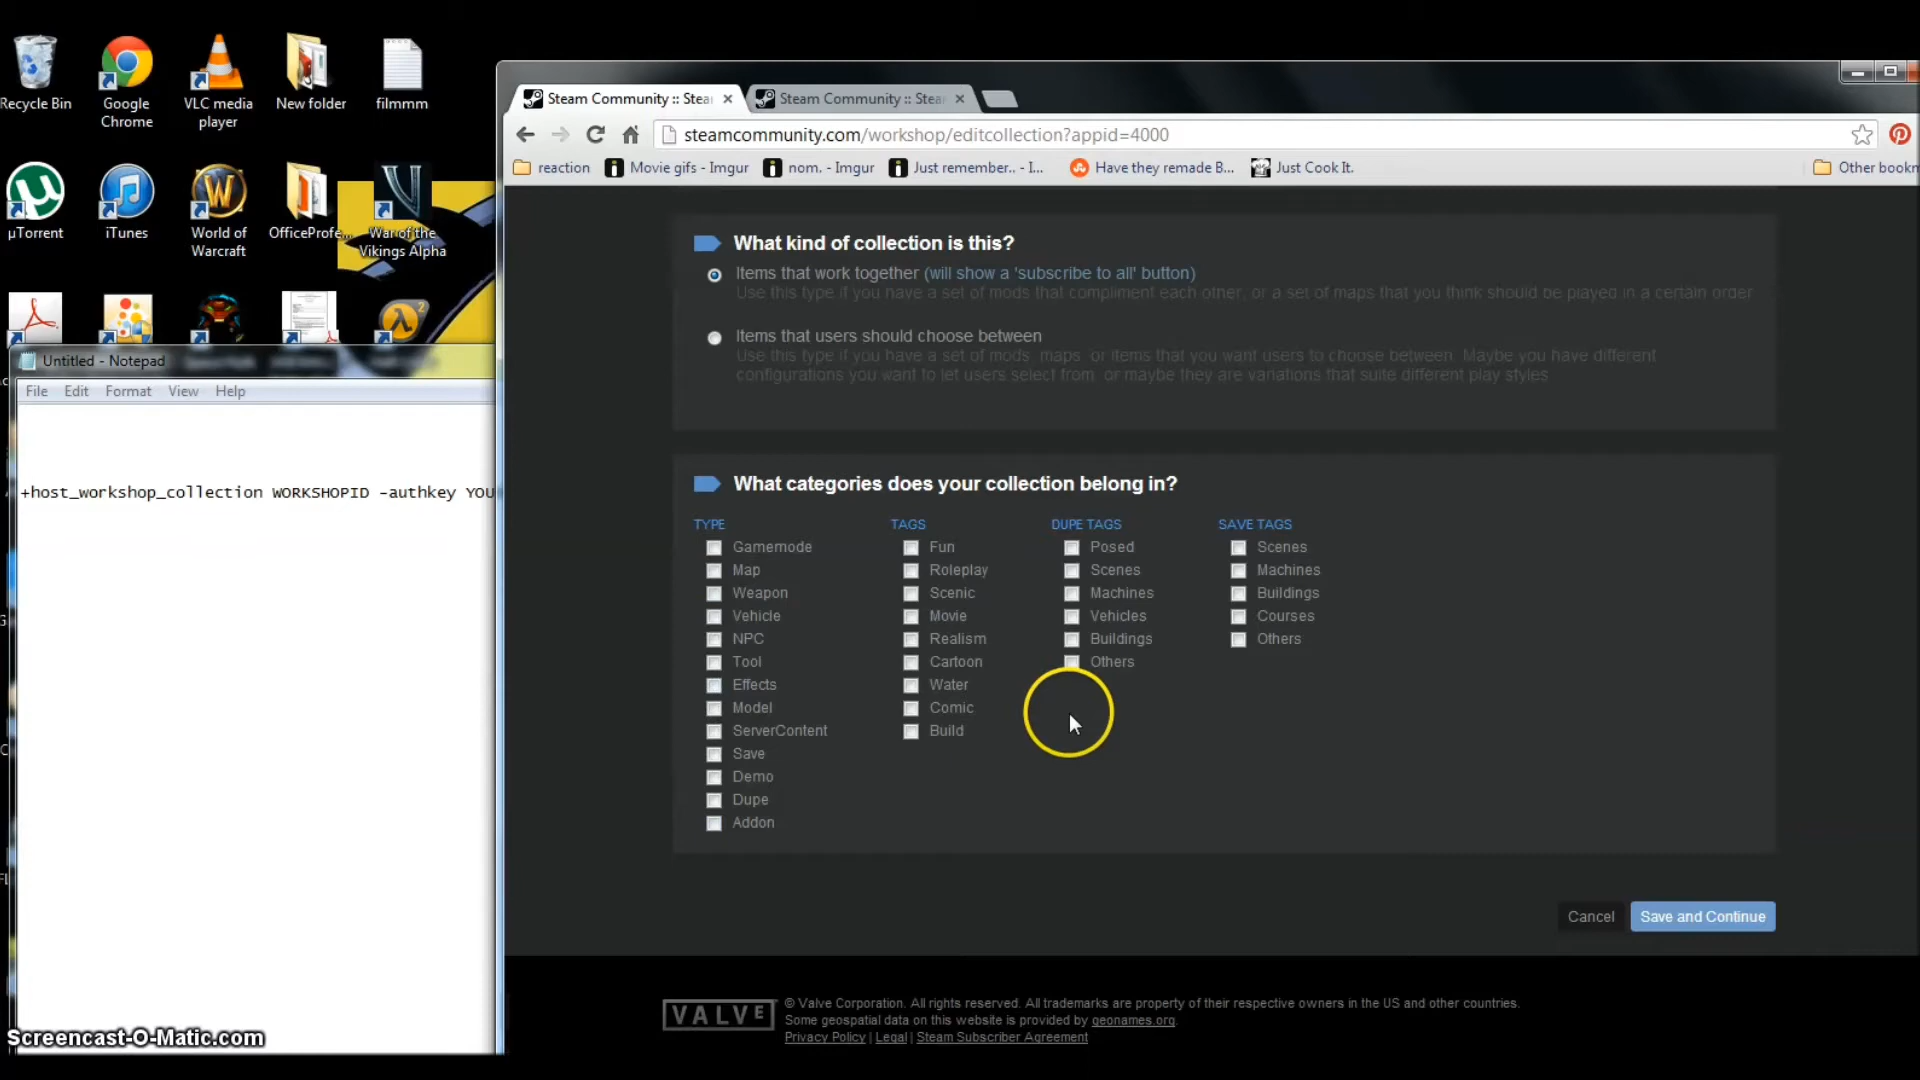 Recycle Bin
Google Chrome
VLC media player
New folder
filmmm
µTorrent
iTunes
World of Warcraft
OfficeProfe...
War of the Vikings Alpha
Untitled - Notepad
File Edit Format View Help
+host_workshop_collection WORKSHOPID -authkey YOU
Screencast-O-Matic.com
Steam Community :: Stea
Steam Community :: Stea
steamcommunity.com/workshop/editcollection?appid=4000
reaction Movie gifs - Imgur nom. - Imgur Just remember.. - I... Have they remade B... Just Cook It. Other bookn
What kind of collection is this?
Items that work together (will show a 'subscribe to all' button)
Use this type if you have a set of mods that compliment each other, or a set of maps that you think should be played in a certain order
Items that users should choose between
Use this type if you have a set of mods, maps, or items that you want users to choose between. Maybe you have different
configurations you want to let users select from, or maybe they are variations that suite different play styles
What categories does your collection belong in?
TYPE
Gamemode
Map
Weapon
Vehicle
NPC
Tool
Effects
Model
ServerContent
Save
Demo
Dupe
Addon
TAGS
Fun
Roleplay
Scenic
Movie
Realism
Cartoon
Water
Comic
Build
DUPE TAGS
Posed
Scenes
Machines
Vehicles
Buildings
Others
SAVE TAGS
Scenes
Machines
Buildings
Courses
Others
Cancel Save and Continue
VALVE
© Valve Corporation. All rights reserved. All trademarks are property of their respective owners in the US and other countries.
Some geospatial data on this website is provided by geonames.org.
Privacy Policy | Legal | Steam Subscriber Agreement